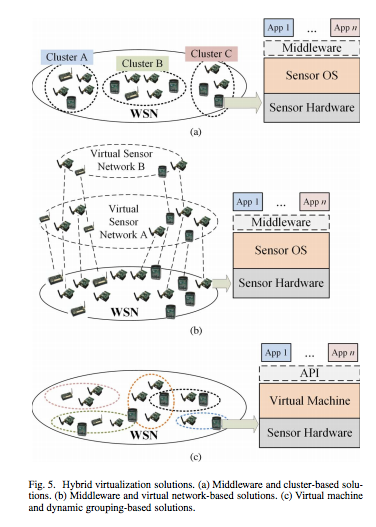 App 1 ... App n
Cluster A
Cluster B
Cluster C
Middleware
Sensor OS
Sensor Hardware
WSN
(a)
Virtual Sensor
Network B
Virtual
Sensor
Network A
App 1 ... App n
Middleware
Sensor OS
Sensor Hardware
WSN
(b)
App 1 ... App n
API
Virtual Machine
Sensor Hardware
WSN
(c)
Fig. 5. Hybrid virtualization solutions. (a) Middleware and cluster-based solu-
tions. (b) Middleware and virtual network-based solutions. (c) Virtual machine
and dynamic grouping-based solutions.